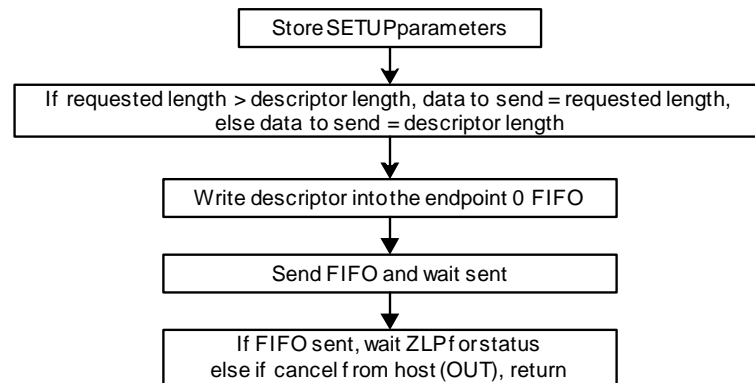 Store SETUP parameters
If requested length > descriptor length, data to send = requested length,
else data to send = descriptor length
Write descriptor into the endpoint 0 FIFO
Send FIFO and wait sent
If FIFO sent, wait ZLP for status
else if cancel from host (OUT), return